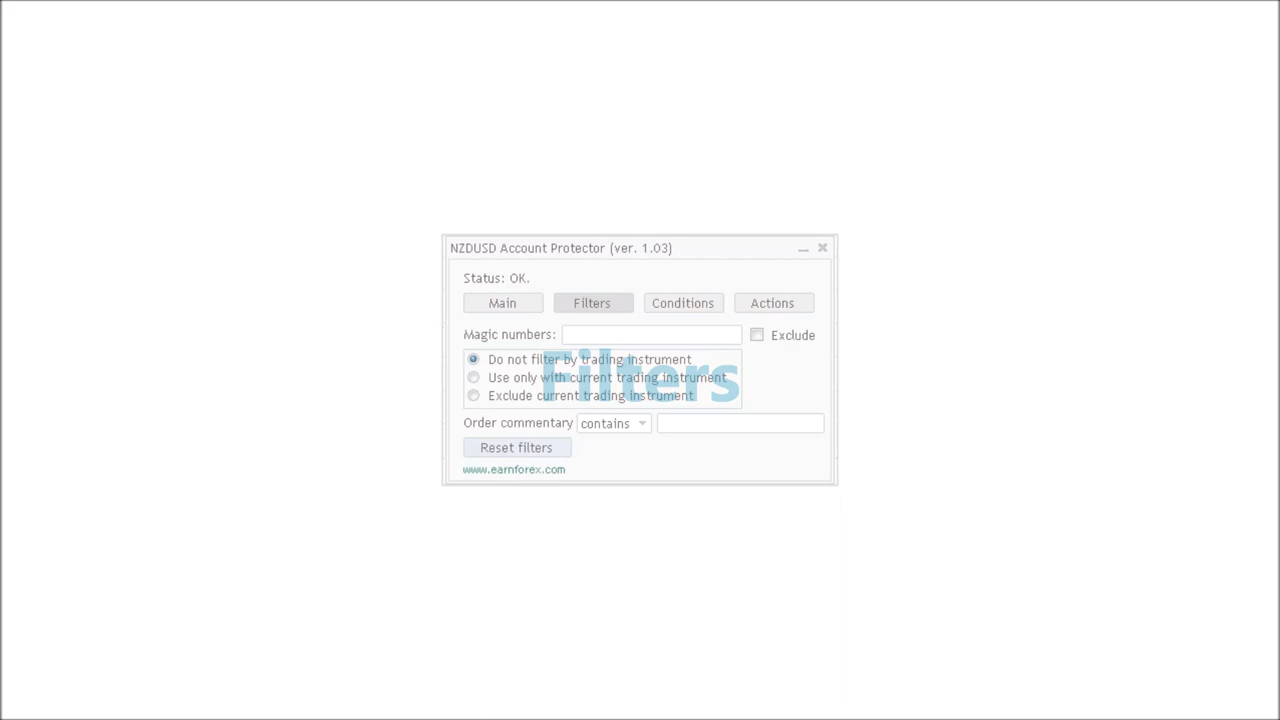 NZDUSD Account Protector (ver. 1.03)
Status: OK.
Main Filters Conditions Actions
Magic numbers: Exclude
Do not filter by trading instrument
Use only with current trading instrument
Exclude current trading instrument
Filters
Order commentary contains
Reset filters
www.earnforex.com